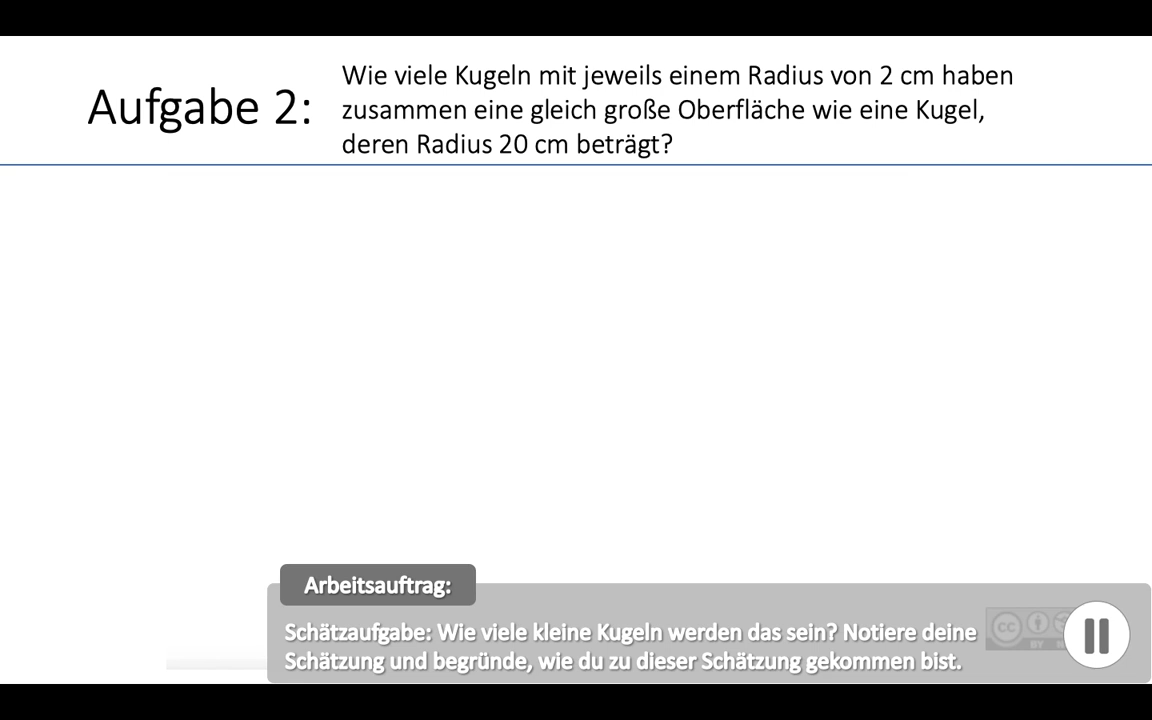 Aufgabe 2:
Wie viele Kugeln mit jeweils einem Radius von 2 cm haben
zusammen eine gleich große Oberfläche wie eine Kugel,
deren Radius 20 cm beträgt?
Arbeitsauftrag:
Schätzaufgabe: Wie viele kleine Kugeln werden das sein? Notiere deine
Schätzung und begründe, wie du zu dieser Schätzung gekommen bist.
cc
BY